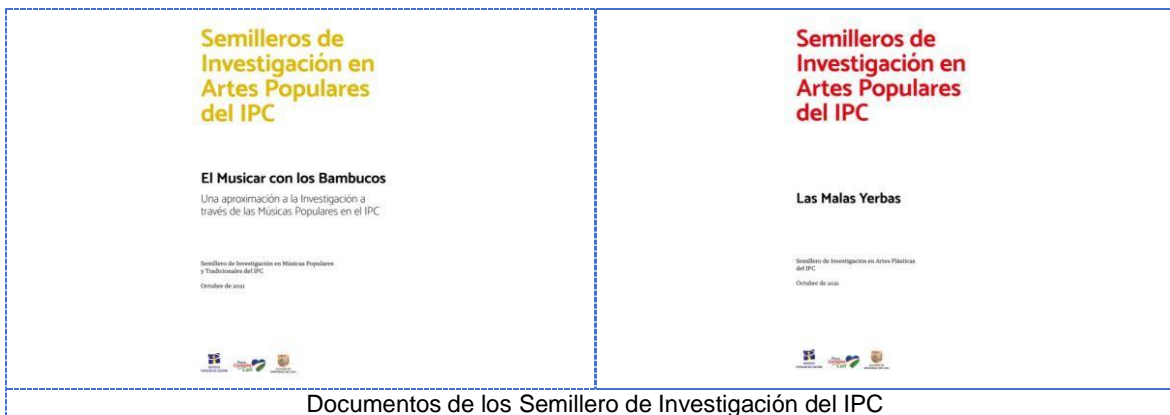 Semilleros de
Investigación en
Artes Populares
del IPC
El Musicar con los Bambucos
Una aproximación a la Investigación a
través de las Músicas Populares en el IPC
Semillero de Investigación en Músicas Populares
y Tradicionales del IPC
Octubre de 2021
Semilleros de
Investigación en
Artes Populares
del IPC
Las Malas Yerbas
Semillero de Investigación en Artes Plásticas
del IPC
Octubre de 2021
Documentos de los Semillero de Investigación del IPC